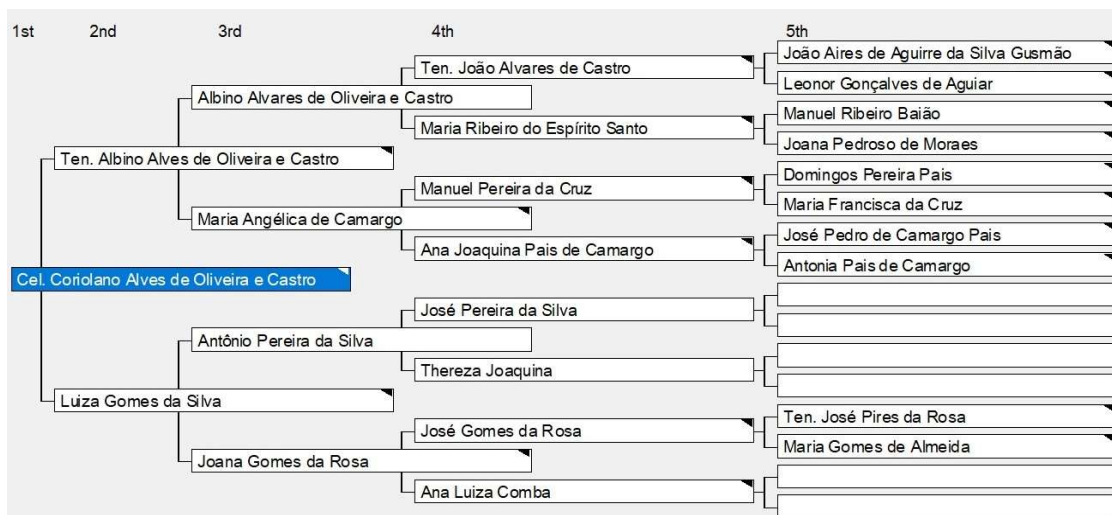 1st 2nd 3rd 4th 5th
João Aires de Aguirre da Silva Gusmão
Ten. João Alvares de Castro
Leonor Gonçalves de Aguiar
Albino Alvares de Oliveira e Castro
Manuel Ribeiro Baião
Maria Ribeiro do Espírito Santo
Joana Pedroso de Moraes
Ten. Albino Alves de Oliveira e Castro
Domingos Pereira Pais
Manuel Pereira da Cruz
Maria Francisca da Cruz
Maria Angélica de Camargo
José Pedro de Camargo Pais
Ana Joaquina Pais de Camargo
Antonia Pais de Camargo
Cel. Coriolano Alves de Oliveira e Castro
José Pereira da Silva
Antônio Pereira da Silva
Thereza Joaquina
Luiza Gomes da Silva
Ten. José Pires da Rosa
José Gomes da Rosa
Maria Gomes de Almeida
Joana Gomes da Rosa
Ana Luiza Comba